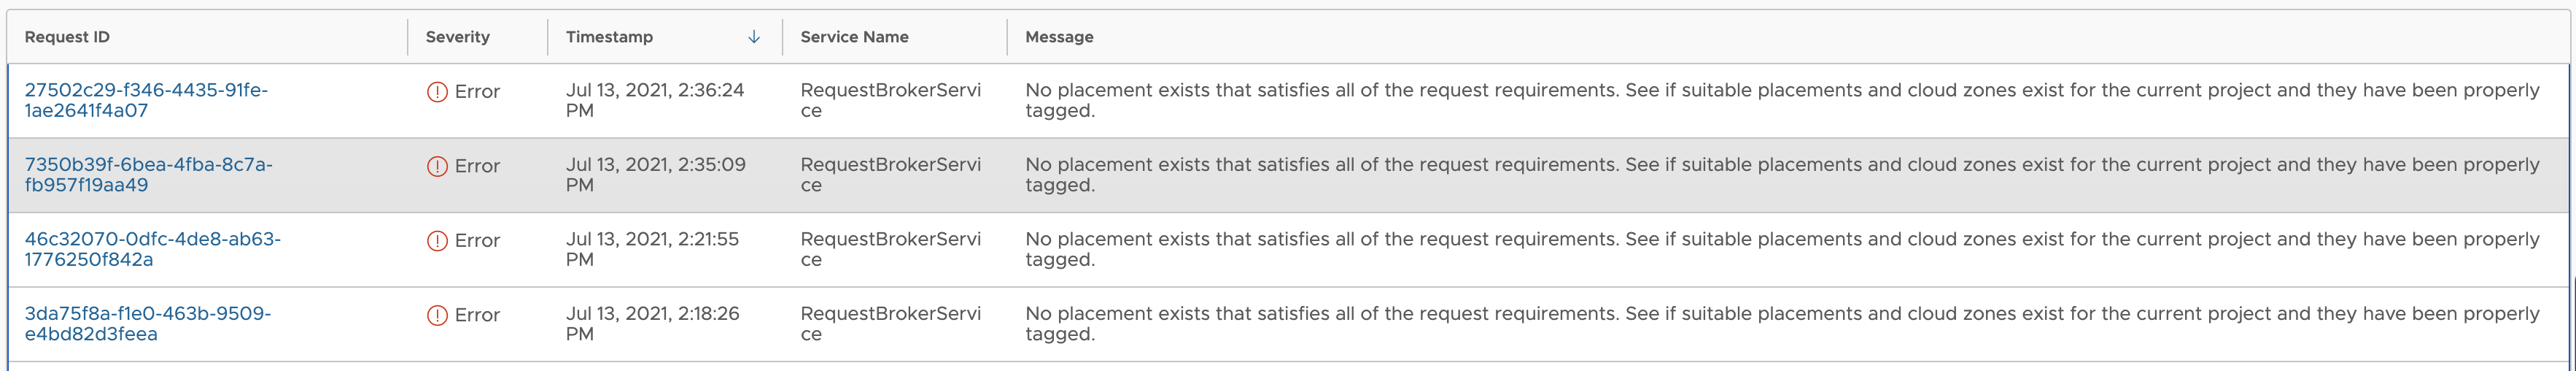 Request ID Severity Timestamp Service Name Message
27502c29-f346-4435-91fe-
1ae2641f4a07
Error
Jul 13, 2021, 2:36:24
PM
RequestBrokerServi
ce
No placement exists that satisfies all of the request requirements. See if suitable placements and cloud zones exist for the current project and they have been properly
tagged.
7350b39f-6bea-4fba-8c7a-
fb957f19aa49
Error
Jul 13, 2021, 2:35:09
PM
RequestBrokerServi
ce
No placement exists that satisfies all of the request requirements. See if suitable placements and cloud zones exist for the current project and they have been properly
tagged.
46c32070-0dfc-4de8-ab63-
1776250f842a
Error
Jul 13, 2021, 2:21:55
PM
RequestBrokerServi
ce
No placement exists that satisfies all of the request requirements. See if suitable placements and cloud zones exist for the current project and they have been properly
tagged.
3da75f8a-f1e0-463b-9509-
e4bd82d3feea
Error
Jul 13, 2021, 2:18:26
PM
RequestBrokerServi
ce
No placement exists that satisfies all of the request requirements. See if suitable placements and cloud zones exist for the current project and they have been properly
tagged.